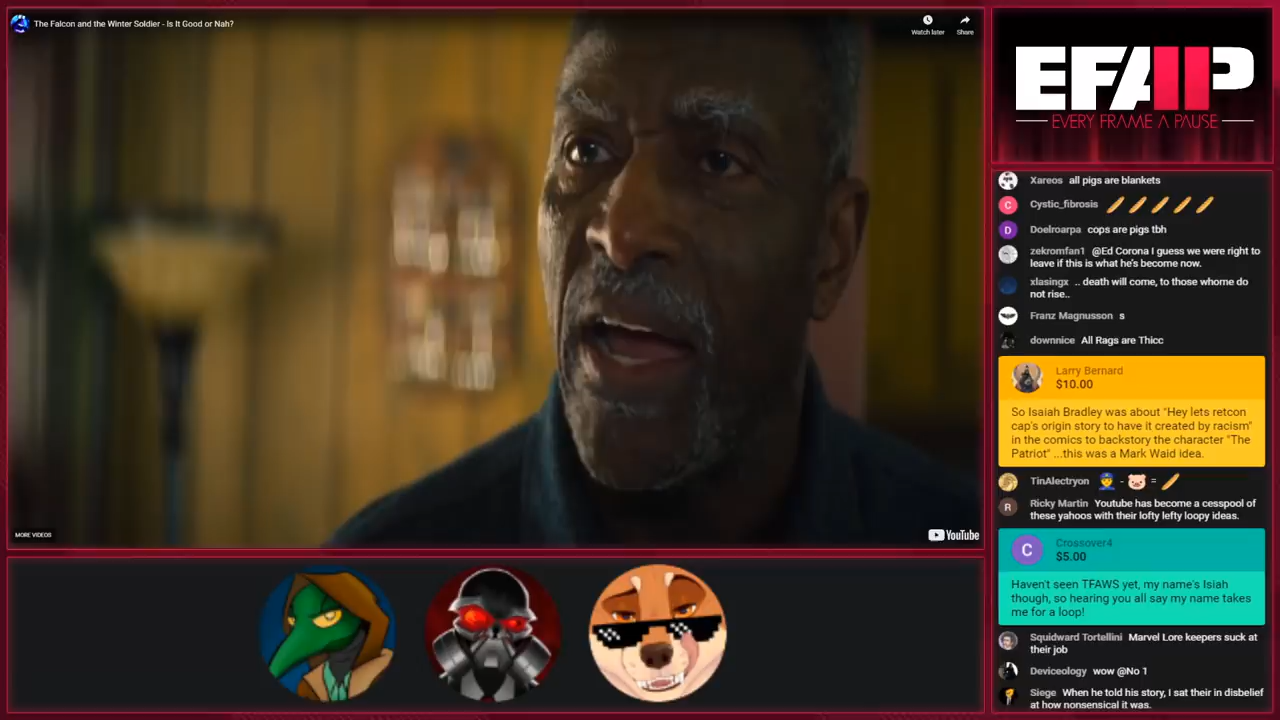 The Falcon and the Winter Soldier - Is It Good or Nah?
Watch later
Share
MORE VIDEOS
YouTube
EFAP
EVERY FRAME A PAUSE
Xareos all pigs are blankets
Cystic_fibrosis
Doelroarpa cops are pigs tbh
zekromfan1 @Ed Corona I guess we were right to
leave if this is what he's become now.
xlasingx .. death will come, to those whome do
not rise..
Franz Magnusson s
downnice All Rags are Thicc
Larry Bernard
$10.00
So Isaiah Bradley was about "Hey lets retcon
cap's origin story to have it created by racism"
in the comics to backstory the character "The
Patriot" ...this was a Mark Waid idea.
TinAlectryon - =
Ricky Martin Youtube has become a cesspool of
these yahoos with their lofty lefty loopy ideas.
C
Crossover4
$5.00
Haven't seen TFAWS yet, my name's Isiah
though, so hearing you all say my name takes
me for a loop!
Squidward Tortellini Marvel Lore keepers suck at
their job
Deviceology wow @No 1
Siege When he told his story, I sat their in disbelief
at how nonsensical it was.